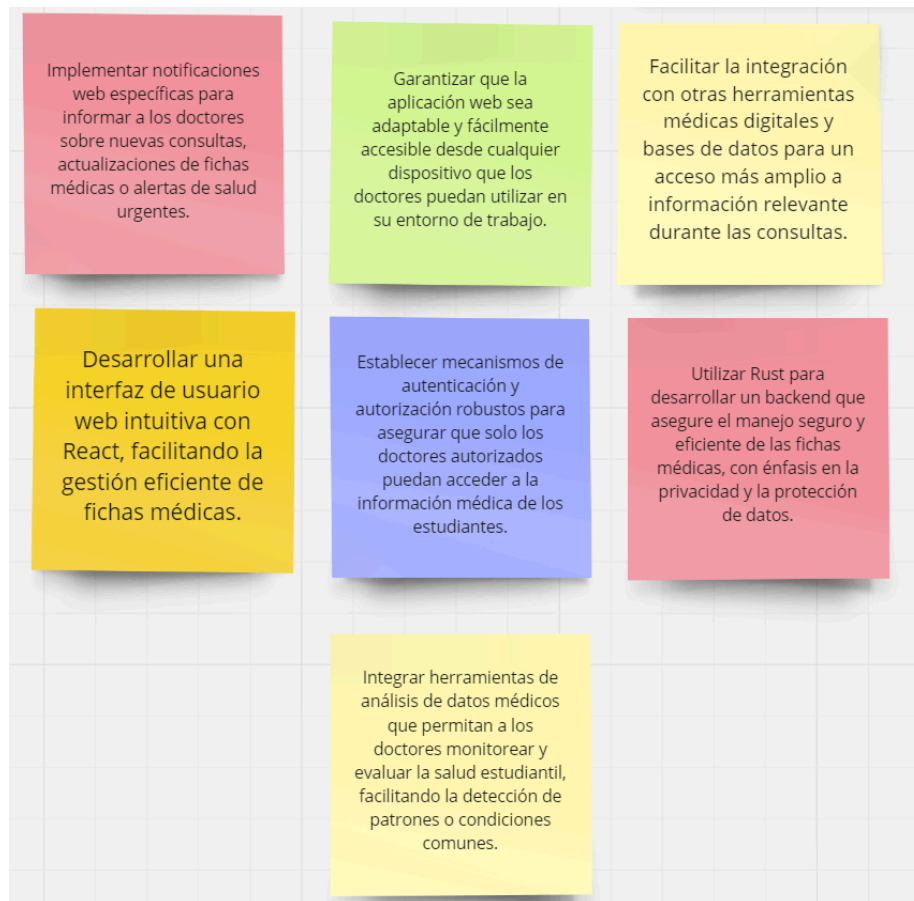 Implementar notificaciones
web específicas para
informar a los doctores
sobre nuevas consultas,
actualizaciones de fichas
médicas o alertas de salud
urgentes.
Garantizar que la
aplicación web sea
adaptable y fácilmente
accesible desde cualquier
dispositivo que los
doctores puedan utilizar en
su entorno de trabajo.
Facilitar la integración
con otras herramientas
médicas digitales y
bases de datos para un
acceso más amplio a
información relevante
durante las consultas.
Desarrollar una
interfaz de usuario
web intuitiva con
React, facilitando la
gestión eficiente de
fichas médicas.
Establecer mecanismos de
autenticación y
autorización robustos para
asegurar que solo los
doctores autorizados
puedan acceder a la
información médica de los
estudiantes.
Utilizar Rust para
desarrollar un backend que
asegure el manejo seguro y
eficiente de las fichas
médicas, con énfasis en la
privacidad y la protección
de datos.
Integrar herramientas de
análisis de datos médicos
que permitan a los
doctores monitorear y
evaluar la salud estudiantil,
facilitando la detección de
patrones o condiciones
comunes.